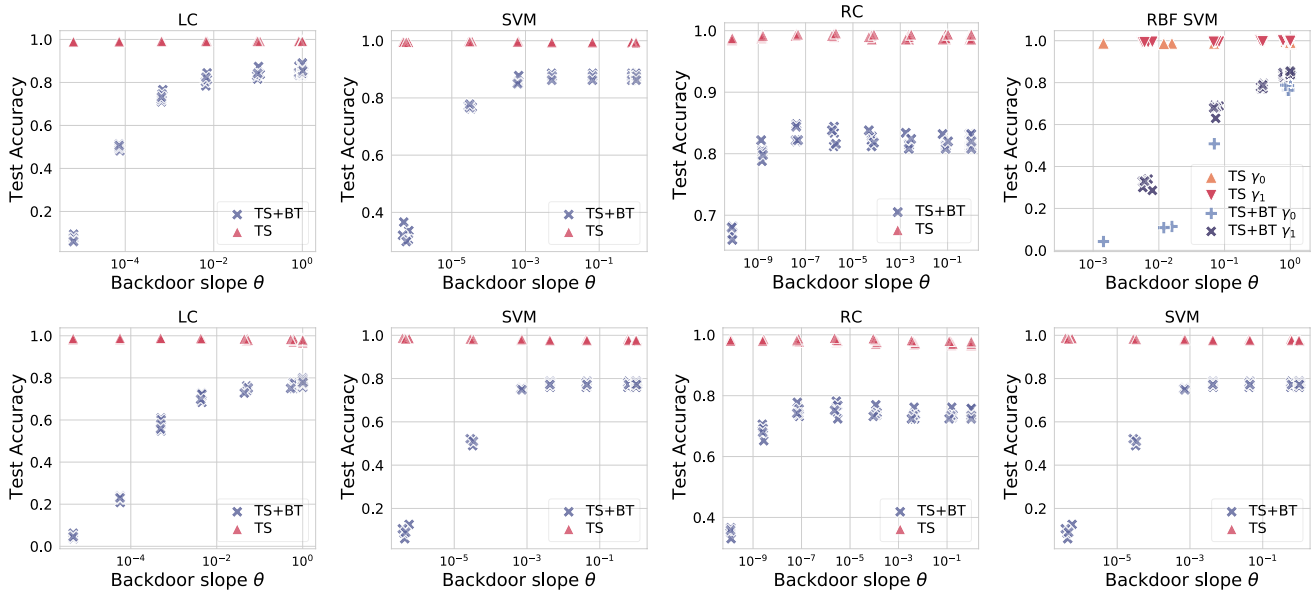 LC
Test Accuracy
1.0
0.8
0.6
0.4
0.2
TS+BT
TS
10⁻⁴ 10⁻² 10⁰
Backdoor slope θ
SVM
Test Accuracy
1.0
0.8
0.6
0.4
TS+BT
TS
10⁻⁵ 10⁻³ 10⁻¹
Backdoor slope θ
RC
Test Accuracy
1.0
0.9
0.8
0.7
TS+BT
TS
10⁻⁹ 10⁻⁷ 10⁻⁵ 10⁻³ 10⁻¹
Backdoor slope θ
RBF SVM
Test Accuracy
1.0
0.8
0.6
0.4
0.2
0.0
TS γ₀
TS γ₁
TS+BT γ₀
TS+BT γ₁
10⁻³ 10⁻² 10⁻¹ 10⁰
Backdoor slope θ
LC
Test Accuracy
1.0
0.8
0.6
0.4
0.2
0.0
TS+BT
TS
10⁻⁴ 10⁻² 10⁰
Backdoor slope θ
SVM
Test Accuracy
1.0
0.8
0.6
0.4
0.2
TS+BT
TS
10⁻⁵ 10⁻³ 10⁻¹
Backdoor slope θ
RC
Test Accuracy
1.0
0.8
0.6
0.4
TS+BT
TS
10⁻⁹ 10⁻⁷ 10⁻⁵ 10⁻³ 10⁻¹
Backdoor slope θ
SVM
Test Accuracy
1.0
0.8
0.6
0.4
0.2
TS+BT
TS
10⁻⁵ 10⁻³ 10⁻¹
Backdoor slope θ